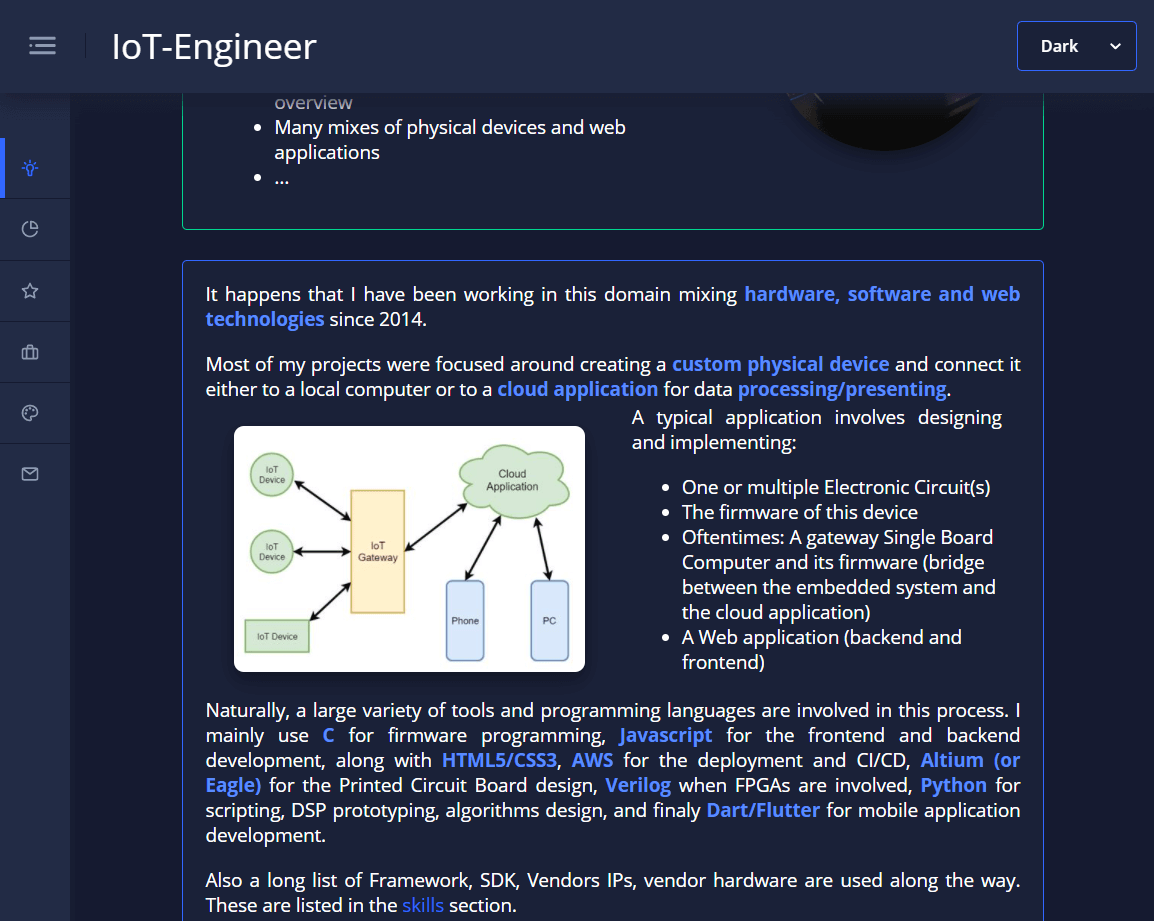 IoT-Engineer
Dark
overview
Many mixes of physical devices and web
applications
...
It happens that I have been working in this domain mixing hardware, software and web
technologies since 2014.
Most of my projects were focused around creating a custom physical device and connect it
either to a local computer or to a cloud application for data processing/presenting.
IoT
Device
IoT
Device
IoT Device
IoT
Gateway
Cloud
Application
Phone
PC
A typical application involves designing
and implementing:
One or multiple Electronic Circuit(s)
The firmware of this device
Oftentimes: A gateway Single Board
Computer and its firmware (bridge
between the embedded system and
the cloud application)
A Web application (backend and
frontend)
Naturally, a large variety of tools and programming languages are involved in this process. I
mainly use C for firmware programming, Javascript for the frontend and backend
development, along with HTML5/CSS3, AWS for the deployment and CI/CD, Altium (or
Eagle) for the Printed Circuit Board design, Verilog when FPGAs are involved, Python for
scripting, DSP prototyping, algorithms design, and finaly Dart/Flutter for mobile application
development.
Also a long list of Framework, SDK, Vendors IPs, vendor hardware are used along the way.
These are listed in the skills section.